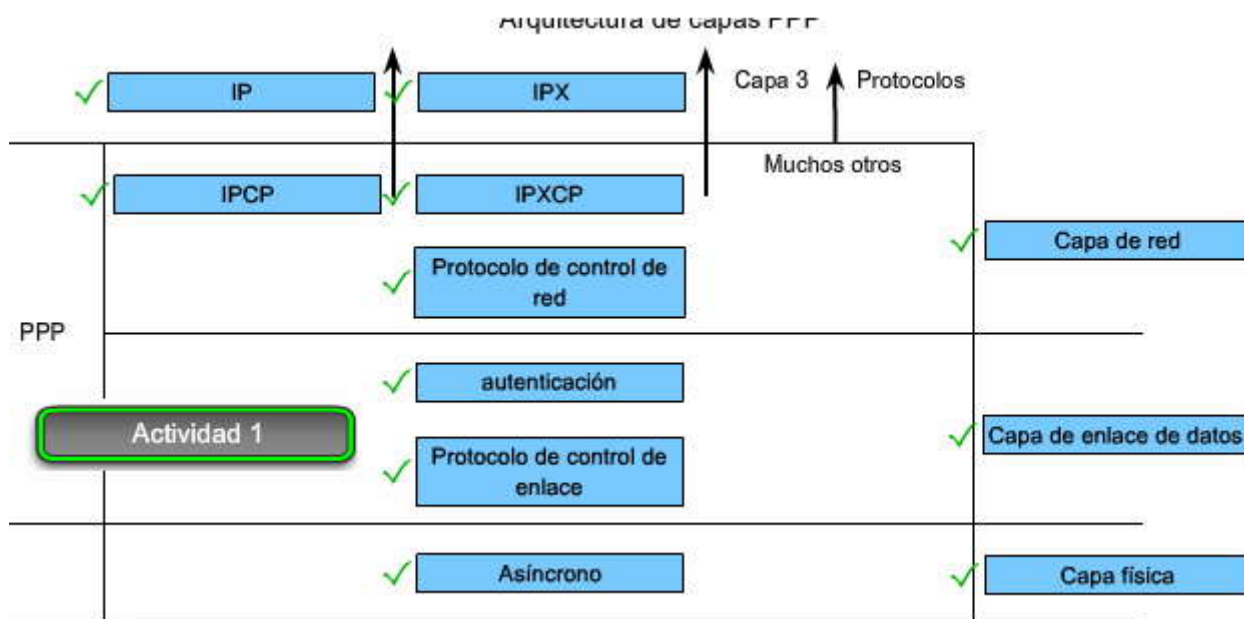 Arquitectura de capas PPP
IP
IPX
Capa 3
Protocolos
Muchos otros
IPCP
IPXCP
Capa de red
Protocolo de control de
red
PPP
autenticación
Actividad 1
Capa de enlace de datos
Protocolo de control de
enlace
Asíncrono
Capa física